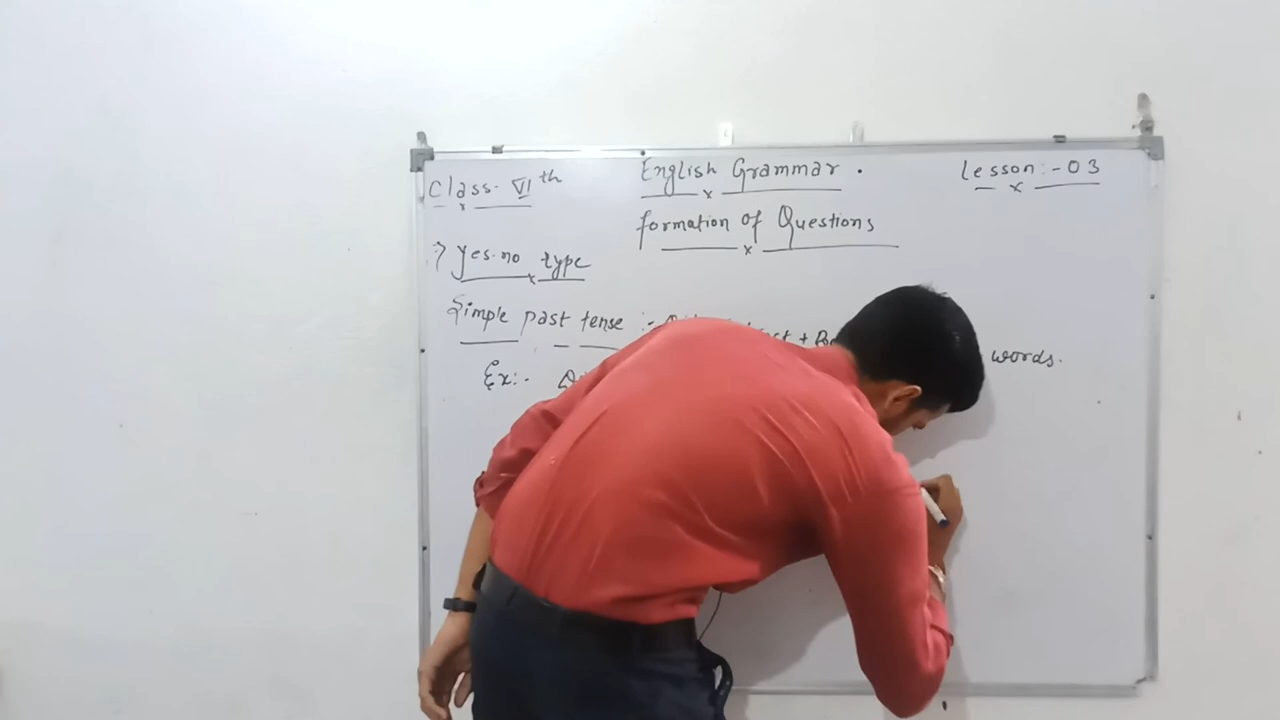 Class. VIth
English Grammar.
Lesson:-03
formation of Questions
Yes.no type
Simple past tense :- + words.
Ex:-